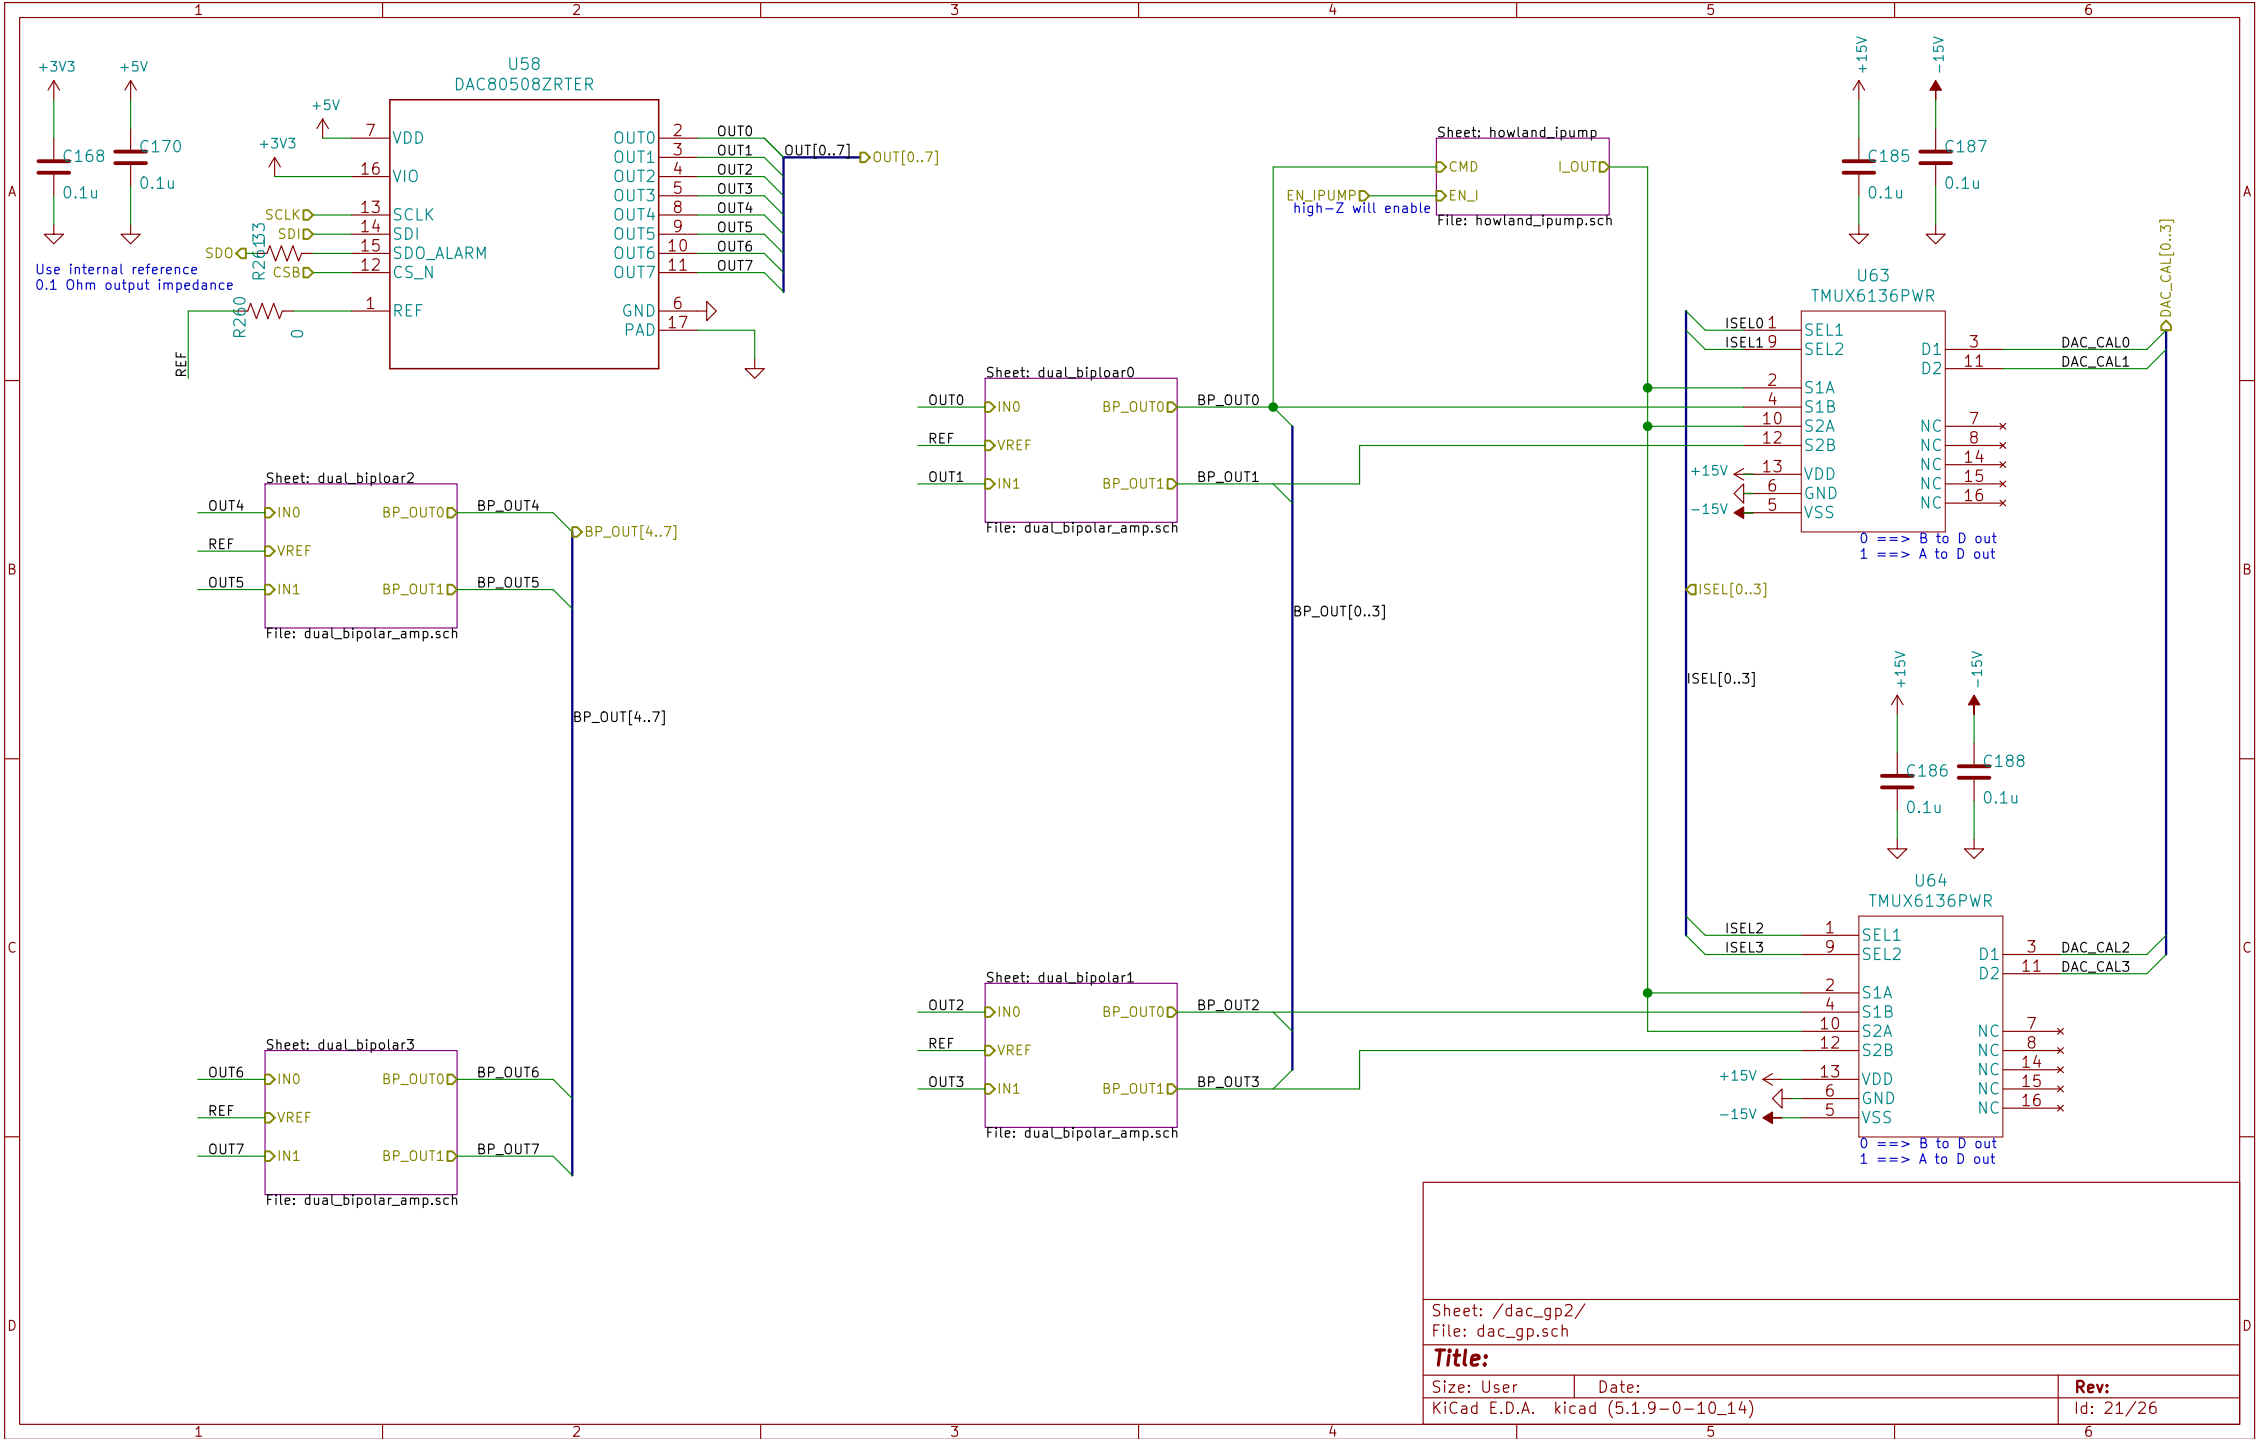 1 2 3 4 5 6
A
B
C
D
+3V3
+5V
C168
0.1u
C170
0.1u
Use internal reference
0.1 Ohm output impedance
U58
DAC80508ZRTER
+5V
+3V3
7 VDD
16 VIO
SCLK 13 SCLK
SDI 14 SDI
SDO R261 33 15 SDO_ALARM
CSB 12 CS_N
REF R260 0 1 REF
OUT0 2 OUT0
OUT1 3 OUT1
OUT2 4 OUT2
OUT3 5 OUT3
OUT4 8 OUT4
OUT5 9 OUT5
OUT6 10 OUT6
OUT7 11 OUT7
GND 6
PAD 17
OUT[0..7] OUT[0..7]
Sheet: dual_biploar2
OUT4 IN0 BP_OUT0 BP_OUT4
REF VREF
OUT5 IN1 BP_OUT1 BP_OUT5
File: dual_bipolar_amp.sch
BP_OUT[4..7]
BP_OUT[4..7]
Sheet: dual_bipolar3
OUT6 IN0 BP_OUT0 BP_OUT6
REF VREF
OUT7 IN1 BP_OUT1 BP_OUT7
File: dual_bipolar_amp.sch
Sheet: dual_biploar0
OUT0 IN0 BP_OUT0 BP_OUT0
REF VREF
OUT1 IN1 BP_OUT1 BP_OUT1
File: dual_bipolar_amp.sch
BP_OUT[0..3]
Sheet: dual_bipolar1
OUT2 IN0 BP_OUT0 BP_OUT2
REF VREF
OUT3 IN1 BP_OUT1 BP_OUT3
File: dual_bipolar_amp.sch
Sheet: howland_ipump
CMD I_OUT
EN_IPUMP EN_I
high-Z will enable
File: howland_ipump.sch
+15V
-15V
C185
0.1u
C187
0.1u
U63
TMUX6136PWR
ISEL0 1 SEL1
ISEL1 9 SEL2
2 S1A
4 S1B
10 S2A
12 S2B
+15V 13 VDD
6 GND
-15V 5 VSS
D1 3 DAC_CAL0
D2 11 DAC_CAL1
NC 7
NC 8
NC 14
NC 15
NC 16
0 ==> B to D out
1 ==> A to D out
DAC_CAL[0..3]
ISEL[0..3]
ISEL[0..3]
+15V
-15V
C186
0.1u
C188
0.1u
U64
TMUX6136PWR
ISEL2 1 SEL1
ISEL3 9 SEL2
2 S1A
4 S1B
10 S2A
12 S2B
+15V 13 VDD
6 GND
-15V 5 VSS
D1 3 DAC_CAL2
D2 11 DAC_CAL3
NC 7
NC 8
NC 14
NC 15
NC 16
0 ==> B to D out
1 ==> A to D out
Sheet: /dac_gp2/
File: dac_gp.sch
Title:
Size: User Date: Rev:
KiCad E.D.A. kicad (5.1.9-0-10_14) Id: 21/26
A
B
C
D
1 2 3 4 5 6